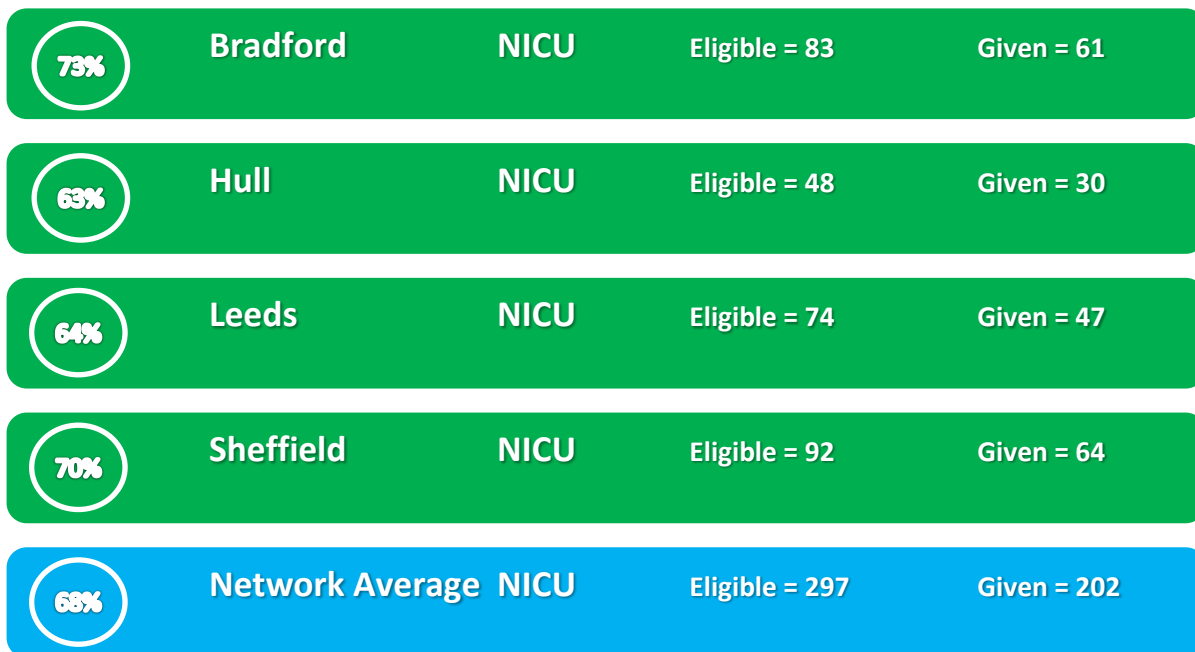 73% Bradford NICU Eligible = 83 Given = 61
63% Hull NICU Eligible = 48 Given = 30
64% Leeds NICU Eligible = 74 Given = 47
70% Sheffield NICU Eligible = 92 Given = 64
68% Network Average NICU Eligible = 297 Given = 202